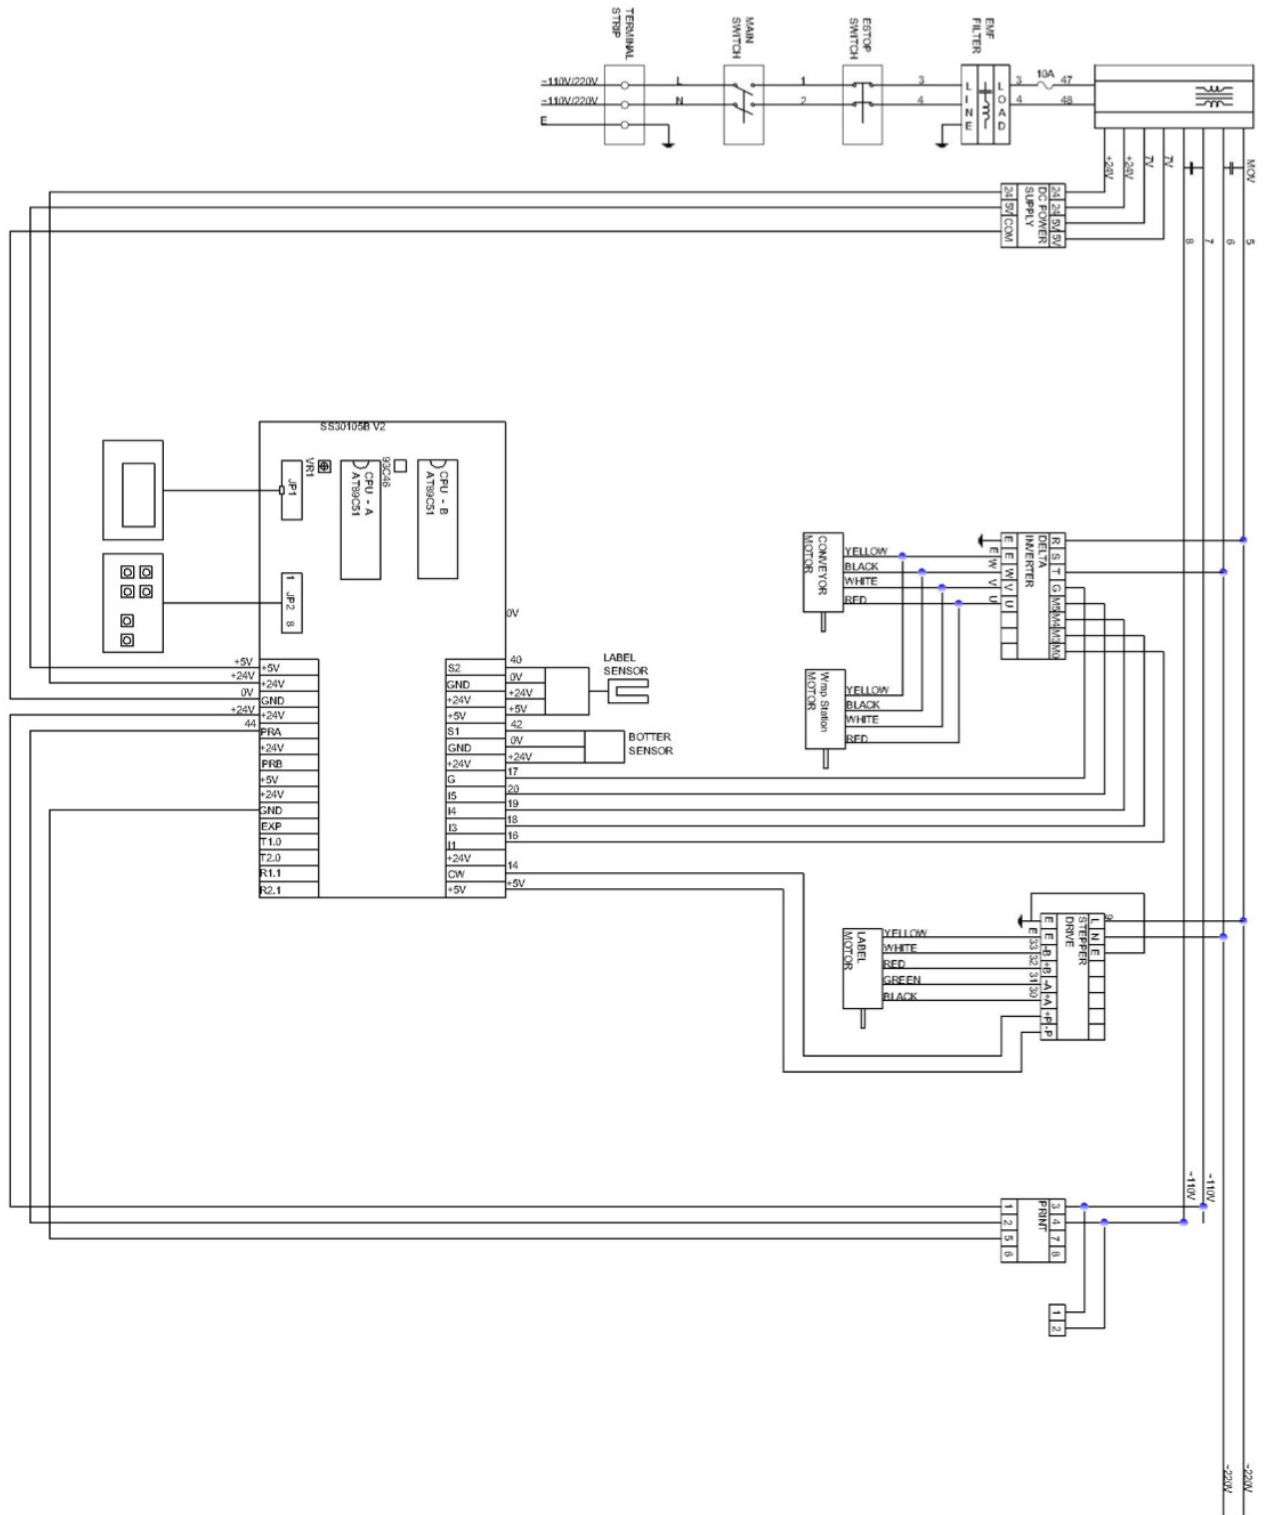 TERMINAL
STRIP
MAIN
SWITCH
ESTOP
SWITCH
EMF
FILTER
~110V/220V
~110V/220V
E
L
N
1
2
3
4
LINE
LOAD
3
4
10A
47
48
+24V
+24V
7V
7V
MOV
8
7
6
5
24
5V
COM
DC POWER
SUPPLY
24
24
5V
5V
SS30105B V2
JP1
VR1
CPU - A
AT89C51
93C46
CPU - B
AT89C51
1 JP2 8
0V
CONVEYOR
MOTOR
YELLOW
BLACK
WHITE
RED
E
W
V
U
E
E
W
V
U
DELTA
INVERTER
R
S
T
G
M5
M4
M3
M0
Wrap Station
MOTOR
YELLOW
BLACK
WHITE
RED
+5V
+24V
0V
+24V
44
+5V
+24V
GND
+24V
PRA
+24V
PRB
+5V
+24V
GND
EXP
T1.0
T2.0
R1.1
R2.1
S2
GND
+24V
+5V
S1
GND
+24V
G
I5
I4
I3
I1
+24V
CW
+5V
40
0V
+24V
+5V
42
0V
+24V
17
20
19
18
16
14
+5V
LABEL
SENSOR
BOTTER
SENSOR
LABEL
MOTOR
YELLOW
WHITE
RED
GREEN
BLACK
E
33
32
31
30
E
E
-B
+B
-A
+A
+P
-P
STEPPER
DRIVE
L
N
E
9
~110V
~110V
1
2
5
6
PRINT
3
4
7
8
1
2
~220V
~220V